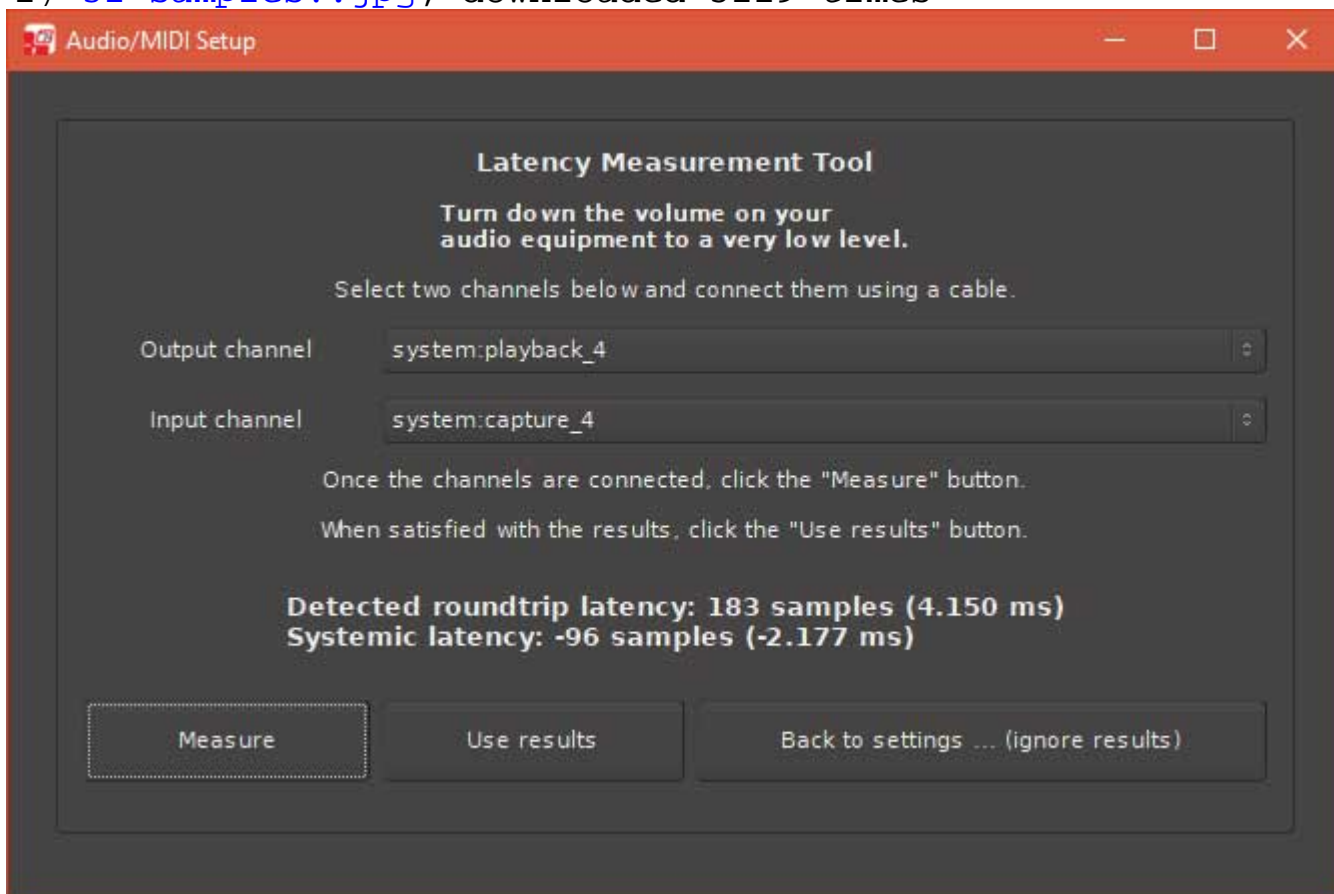 Audio/MIDI Setup
Latency Measurement Tool
Turn down the volume on your
audio equipment to a very low level.
Select two channels below and connect them using a cable.
Output channel system:playback_4
Input channel system:capture_4
Once the channels are connected, click the "Measure" button.
When satisfied with the results, click the "Use results" button.
Detected roundtrip latency: 183 samples (4.150 ms)
Systemic latency: -96 samples (-2.177 ms)
Measure Use results Back to settings ... (ignore results)